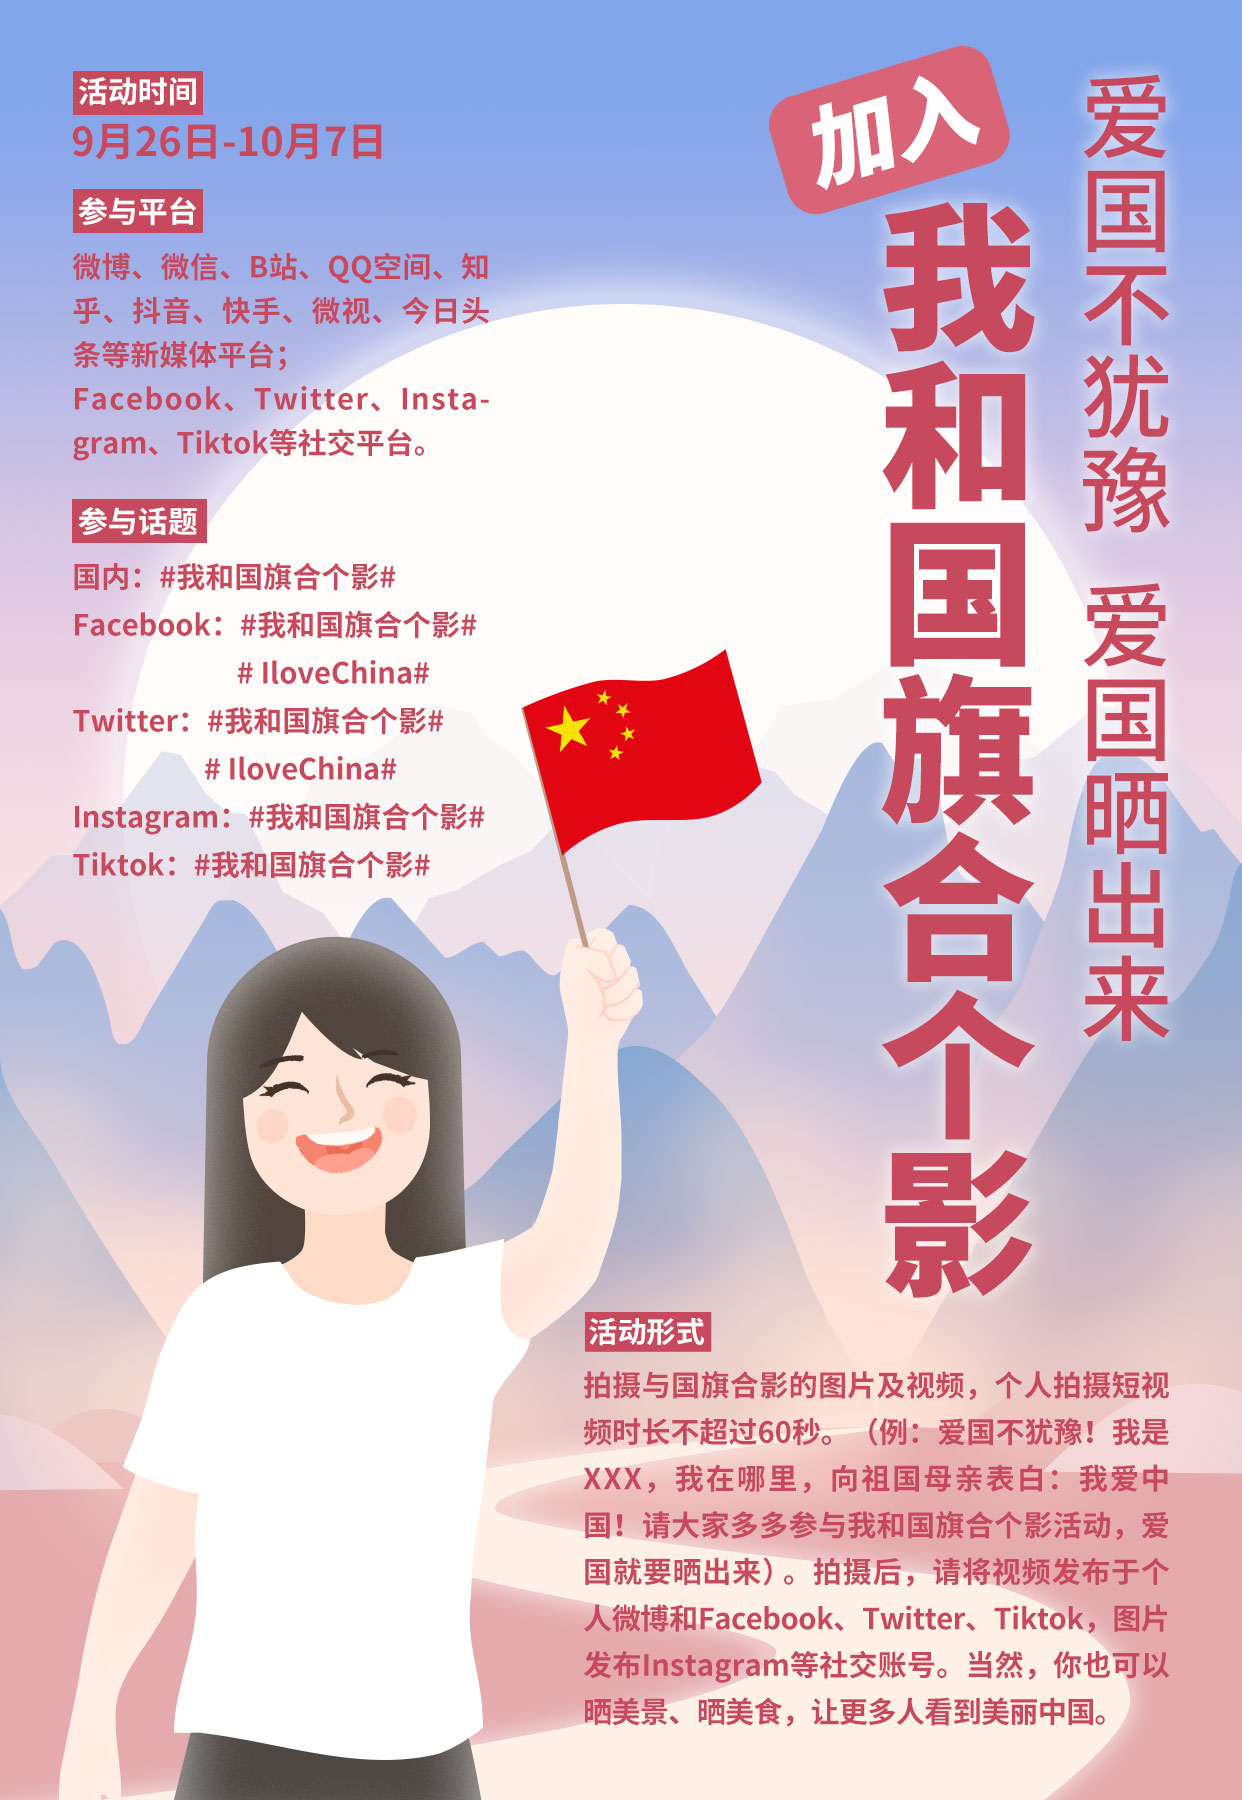 爱国不犹豫 爱国晒出来
加入
我和国旗合个影
活动时间
9月26日-10月7日
参与平台
微博、微信、B站、QQ空间、知
乎、抖音、快手、微视、今日头
条等新媒体平台；
Facebook、Twitter、Insta-
gram、Tiktok等社交平台。
参与话题
国内：#我和国旗合个影#
Facebook：#我和国旗合个影#
# IloveChina#
Twitter：#我和国旗合个影#
# IloveChina#
Instagram：#我和国旗合个影#
Tiktok：#我和国旗合个影#
活动形式
拍摄与国旗合影的图片及视频，个人拍摄短视
频时长不超过60秒。（例：爱国不犹豫！我是
XXX，我在哪里，向祖国母亲表白：我爱中
国！请大家多多参与我和国旗合个影活动，爱
国就要晒出来）。拍摄后，请将视频发布于个
人微博和Facebook、Twitter、Tiktok，图片
发布Instagram等社交账号。当然，你也可以
晒美景、晒美食，让更多人看到美丽中国。